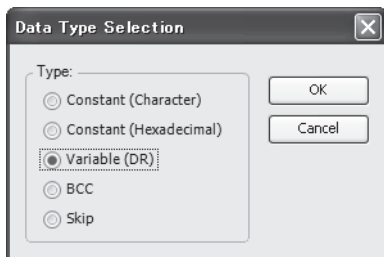 Data Type Selection
Type:
Constant (Character)
Constant (Hexadecimal)
Variable (DR)
BCC
Skip
OK
Cancel